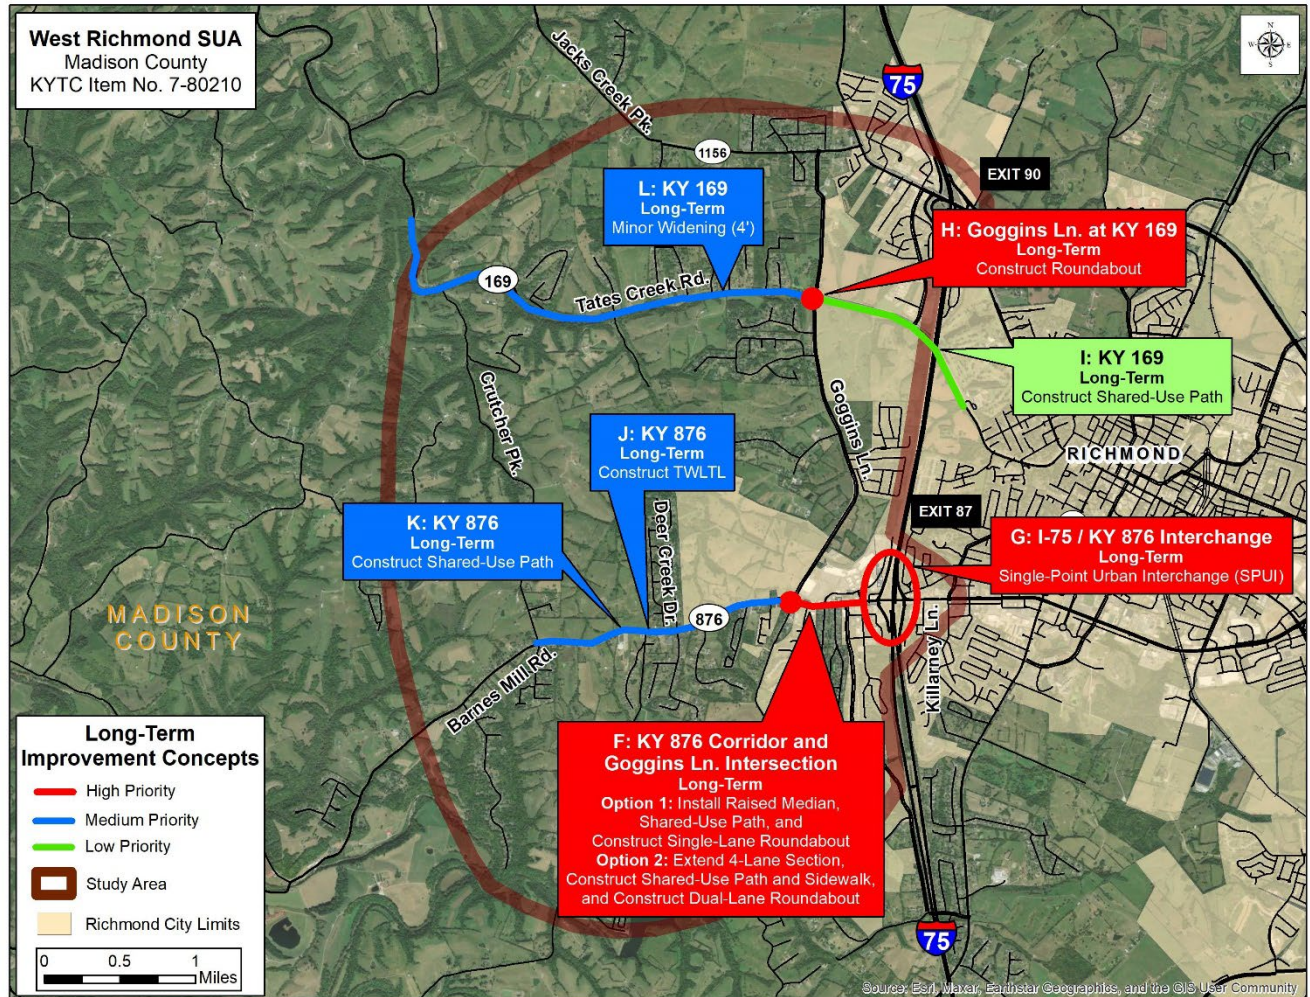 West Richmond SUA
Madison County
KYTC Item No. 7-80210
Jacks Creek Pk.
75
N
W
E
S
1156
EXIT 90
L: KY 169
Long-Term
Minor Widening (4')
H: Goggins Ln. at KY 169
Long-Term
Construct Roundabout
169
Tates Creek Rd.
I: KY 169
Long-Term
Construct Shared-Use Path
Crutcher Pk.
Goggins Ln.
J: KY 876
Long-Term
Construct TWLTL
RICHMOND
K: KY 876
Long-Term
Construct Shared-Use Path
Deer Creek Dr.
EXIT 87
G: I-75 / KY 876 Interchange
Long-Term
Single-Point Urban Interchange (SPUI)
MADISON
COUNTY
876
Killarney Ln.
Barnes Mill Rd.
F: KY 876 Corridor and
Goggins Ln. Intersection
Long-Term
Option 1: Install Raised Median,
Shared-Use Path, and
Construct Single-Lane Roundabout
Option 2: Extend 4-Lane Section,
Construct Shared-Use Path and Sidewalk,
and Construct Dual-Lane Roundabout
Long-Term
Improvement Concepts
High Priority
Medium Priority
Low Priority
Study Area
Richmond City Limits
0 0.5 1
Miles
75
Source: Esri, Maxar, Earthstar Geographics, and the GIS User Community